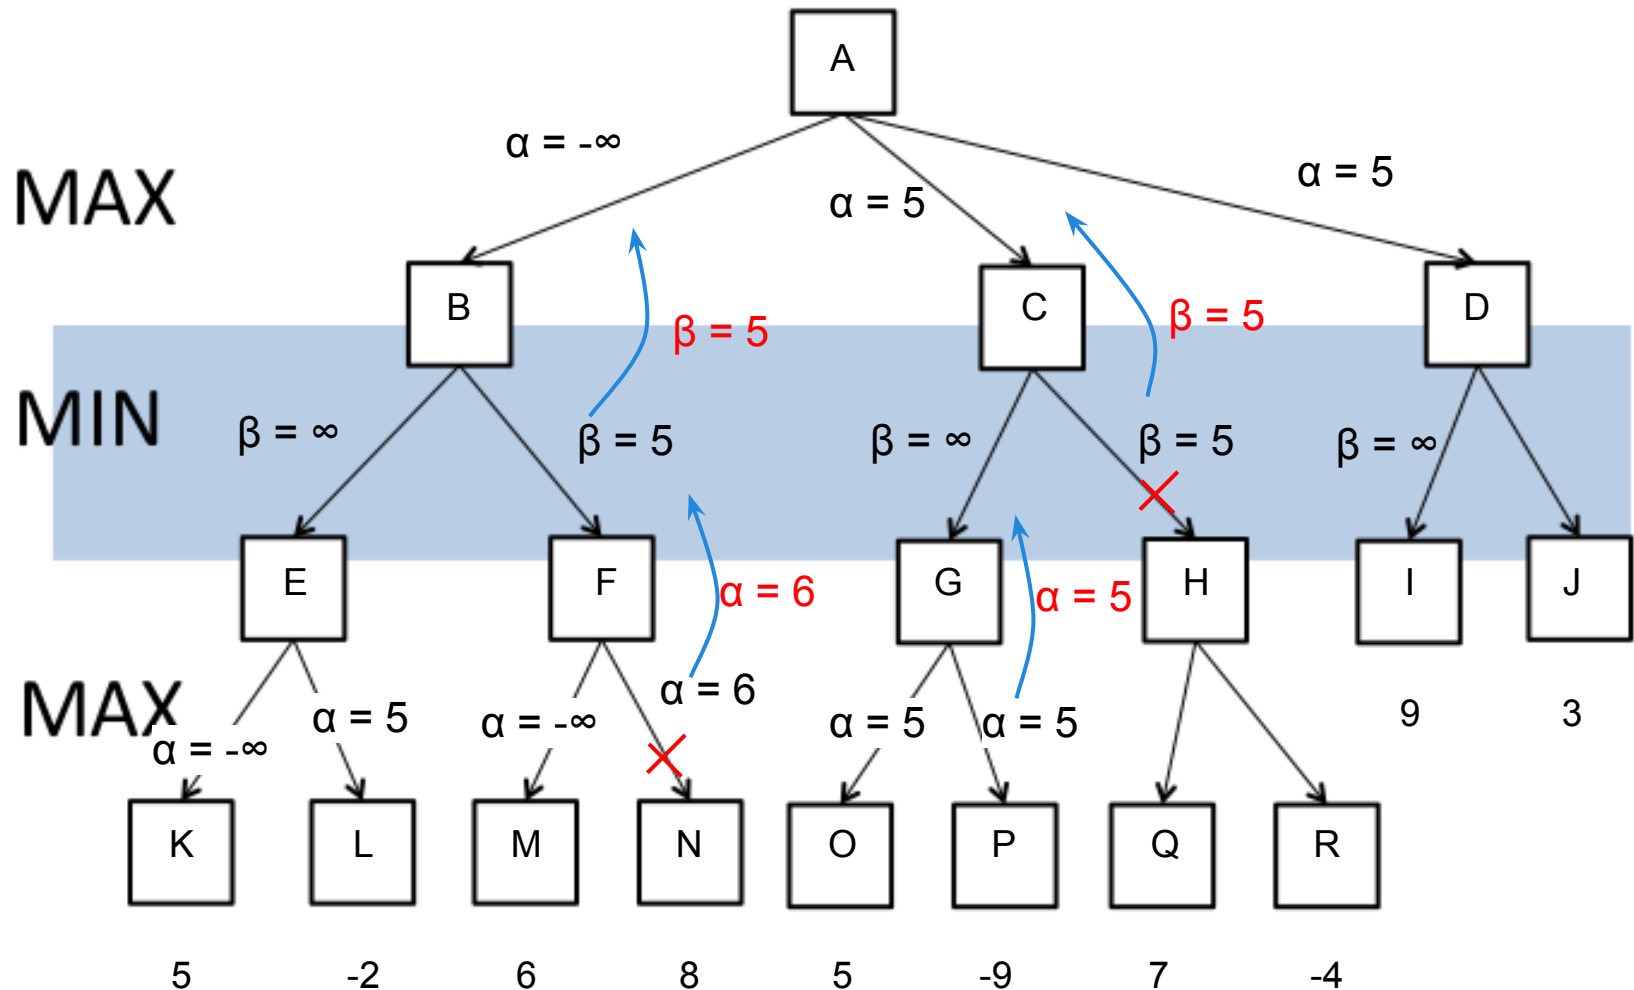 A
α = -∞
α = 5
α = 5
MAX
B
C
D
β = 5
β = 5
MIN
β = ∞
β = 5
β = ∞
β = 5
β = ∞
E
F
α = 6
G
α = 5
H
I
J
MAX
α = -∞
α = 5
α = -∞
α = 6
α = 5
α = 5
9
3
K
L
M
N
O
P
Q
R
5
-2
6
8
5
-9
7
-4